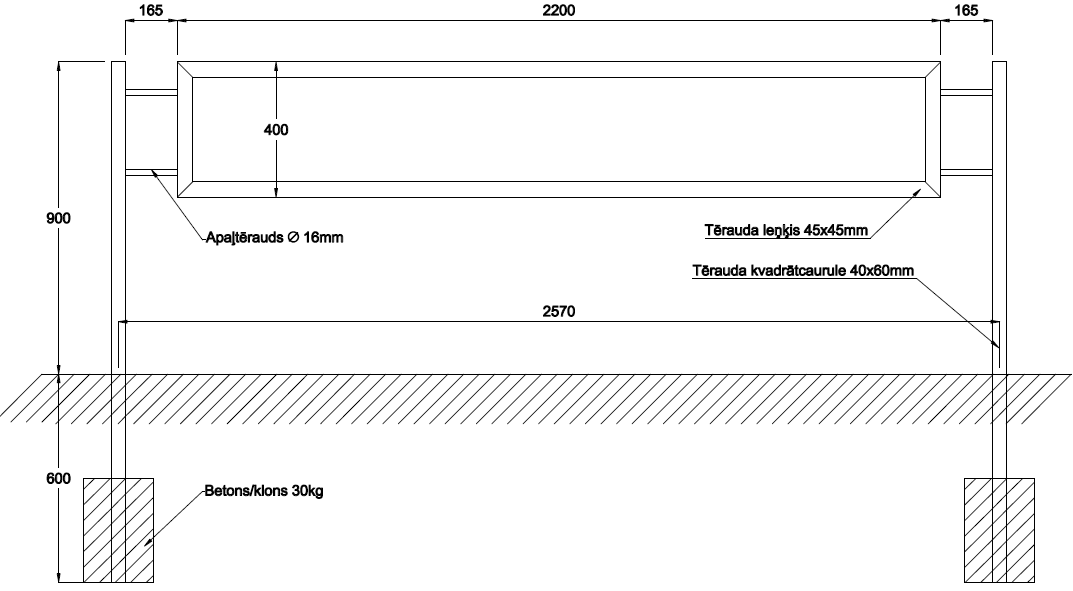 165
2200
165
400
900
Apaļtērauds ∅ 16mm
Tērauda leņķis 45x45mm
Tērauda kvadrātcaurule 40x60mm
2570
600
Betons/klons 30kg